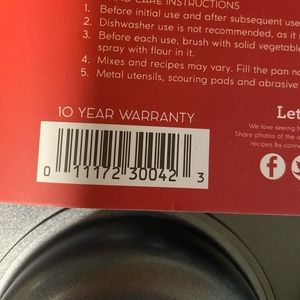 ND CARE INSTRUCTIONS
1. Before initial use and after subsequent use
2. Dishwasher use is not recommended, as it
3. Before each use, brush with solid vegetab
spray with flour in it.
4. Mixes and recipes may vary. Fill the pan no
5. Metal utensils, scouring pads and abrasive
10 YEAR WARRANTY
Let
We love seeing
Share photos of the
recipes by conne
0 11172 30042 3